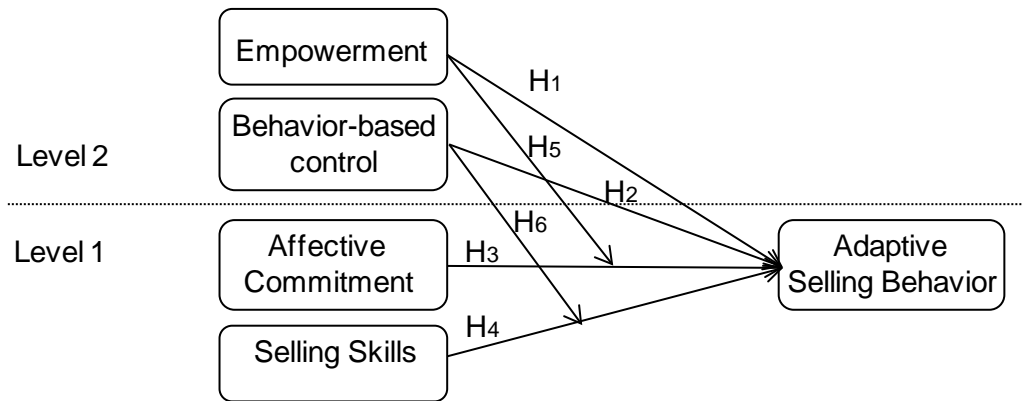 Empowerment
H1
Behavior-based
control
H5
Level 2
H2
H6
Level 1
Affective
Commitment
H3
Adaptive
Selling Behavior
H4
Selling Skills